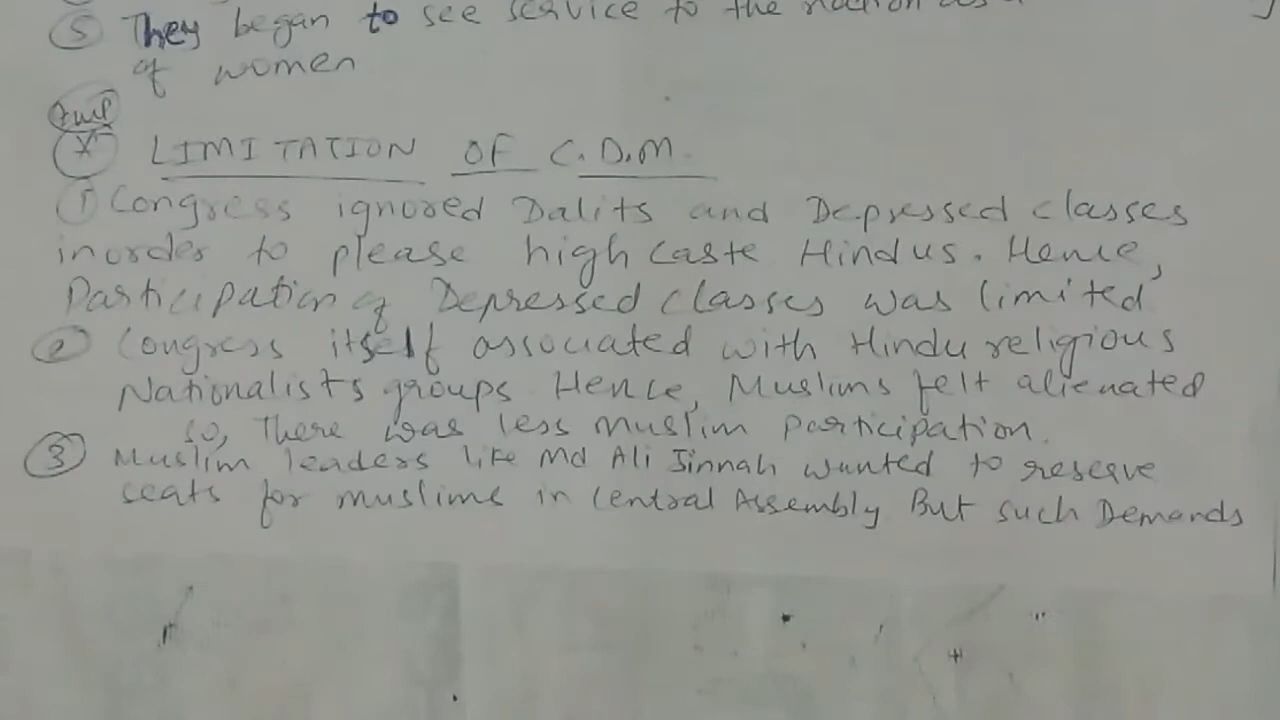 ⑤ They began to see service to the nation as a
of women
Imp
* LIMITATION OF C.D.M.
① Congress ignored Dalits and Depressed classes
inorder to please high caste Hindus. Hence,
Participation of Depressed classes was limited
② Congress itself associated with Hindu religious
Nationalists groups. Hence, Muslims felt alienated
so, There was less muslim participation.
③ Muslim leaders like Md Ali Jinnah wanted to reserve
seats for muslims in Central Assembly But such Demands